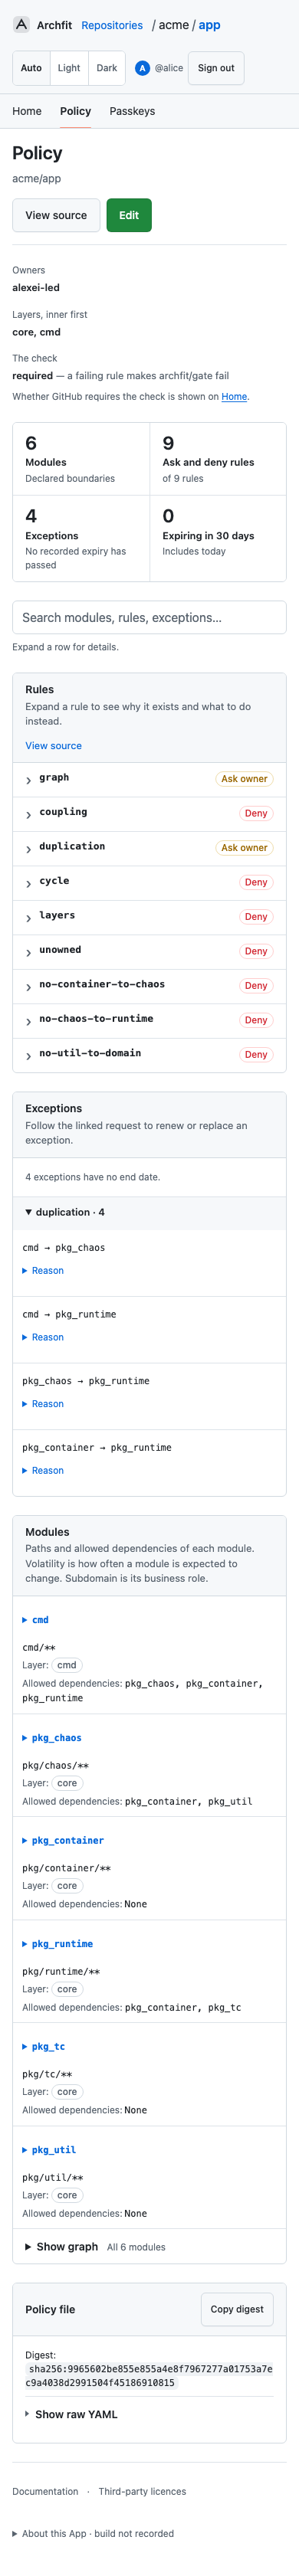 Archfit Repositories / acme / app
Auto Light Dark A @alice Sign out
Home Policy Passkeys
Policy
acme/app
View source Edit
Owners
alexei-led
Layers, inner first
core, cmd
The check
required — a failing rule makes archfit/gate fail
Whether GitHub requires the check is shown on Home.
6
Modules
Declared boundaries
9
Ask and deny rules
of 9 rules
4
Exceptions
No recorded expiry has
passed
0
Expiring in 30 days
Includes today
Search modules, rules, exceptions...
Expand a row for details.
Rules
Expand a rule to see why it exists and what to do
instead.
View source
graph Ask owner
coupling Deny
duplication Ask owner
cycle Deny
layers Deny
unowned Deny
no-container-to-chaos Deny
no-chaos-to-runtime Deny
no-util-to-domain Deny
Exceptions
Follow the linked request to renew or replace an
exception.
4 exceptions have no end date.
duplication · 4
cmd → pkg_chaos
Reason
cmd → pkg_runtime
Reason
pkg_chaos → pkg_runtime
Reason
pkg_container → pkg_runtime
Reason
Modules
Paths and allowed dependencies of each module.
Volatility is how often a module is expected to
change. Subdomain is its business role.
cmd
cmd/**
Layer: cmd
Allowed dependencies: pkg_chaos, pkg_container,
pkg_runtime
pkg_chaos
pkg/chaos/**
Layer: core
Allowed dependencies: pkg_container, pkg_util
pkg_container
pkg/container/**
Layer: core
Allowed dependencies: None
pkg_runtime
pkg/runtime/**
Layer: core
Allowed dependencies: pkg_container, pkg_tc
pkg_tc
pkg/tc/**
Layer: core
Allowed dependencies: None
pkg_util
pkg/util/**
Layer: core
Allowed dependencies: None
Show graph All 6 modules
Policy file Copy digest
Digest:
sha256:9965602be855e855a4e8f7967277a01753a7e
c9a4038d2991504f45186910815
Show raw YAML
Documentation · Third-party licences
About this App · build not recorded